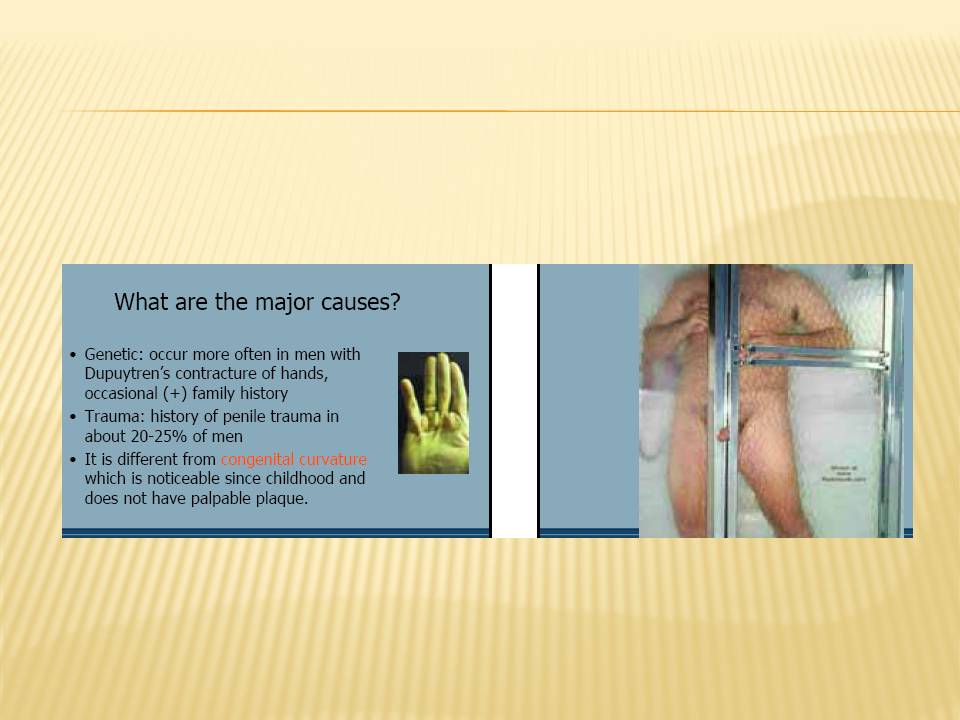 What are the major causes?
• Genetic: occur more often in men with
Dupuytren's contracture of hands,
occasional (+) family history
• Trauma: history of penile trauma in
about 20-25% of men
• It is different from congenital curvature
which is noticeable since childhood and
does not have palpable plaque.